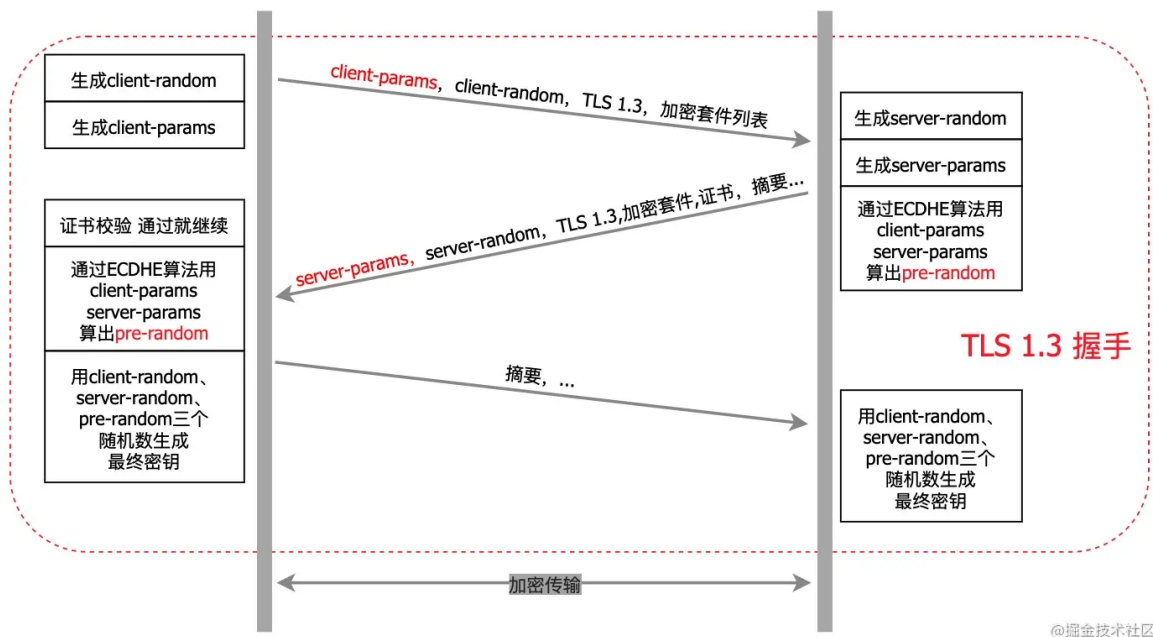 生成client-random
生成client-params
client-params，client-random，TLS 1.3，加密套件列表
生成server-random
生成server-params
通过ECDHE算法用
client-params
server-params
算出pre-random
server-params，server-random，TLS 1.3,加密套件,证书，摘要...
证书校验 通过就继续
通过ECDHE算法用
client-params
server-params
算出pre-random
TLS 1.3 握手
用client-random、
server-random、
pre-random三个
随机数生成
最终密钥
摘要，...
用client-random、
server-random、
pre-random三个
随机数生成
最终密钥
加密传输
@掘金技术社区